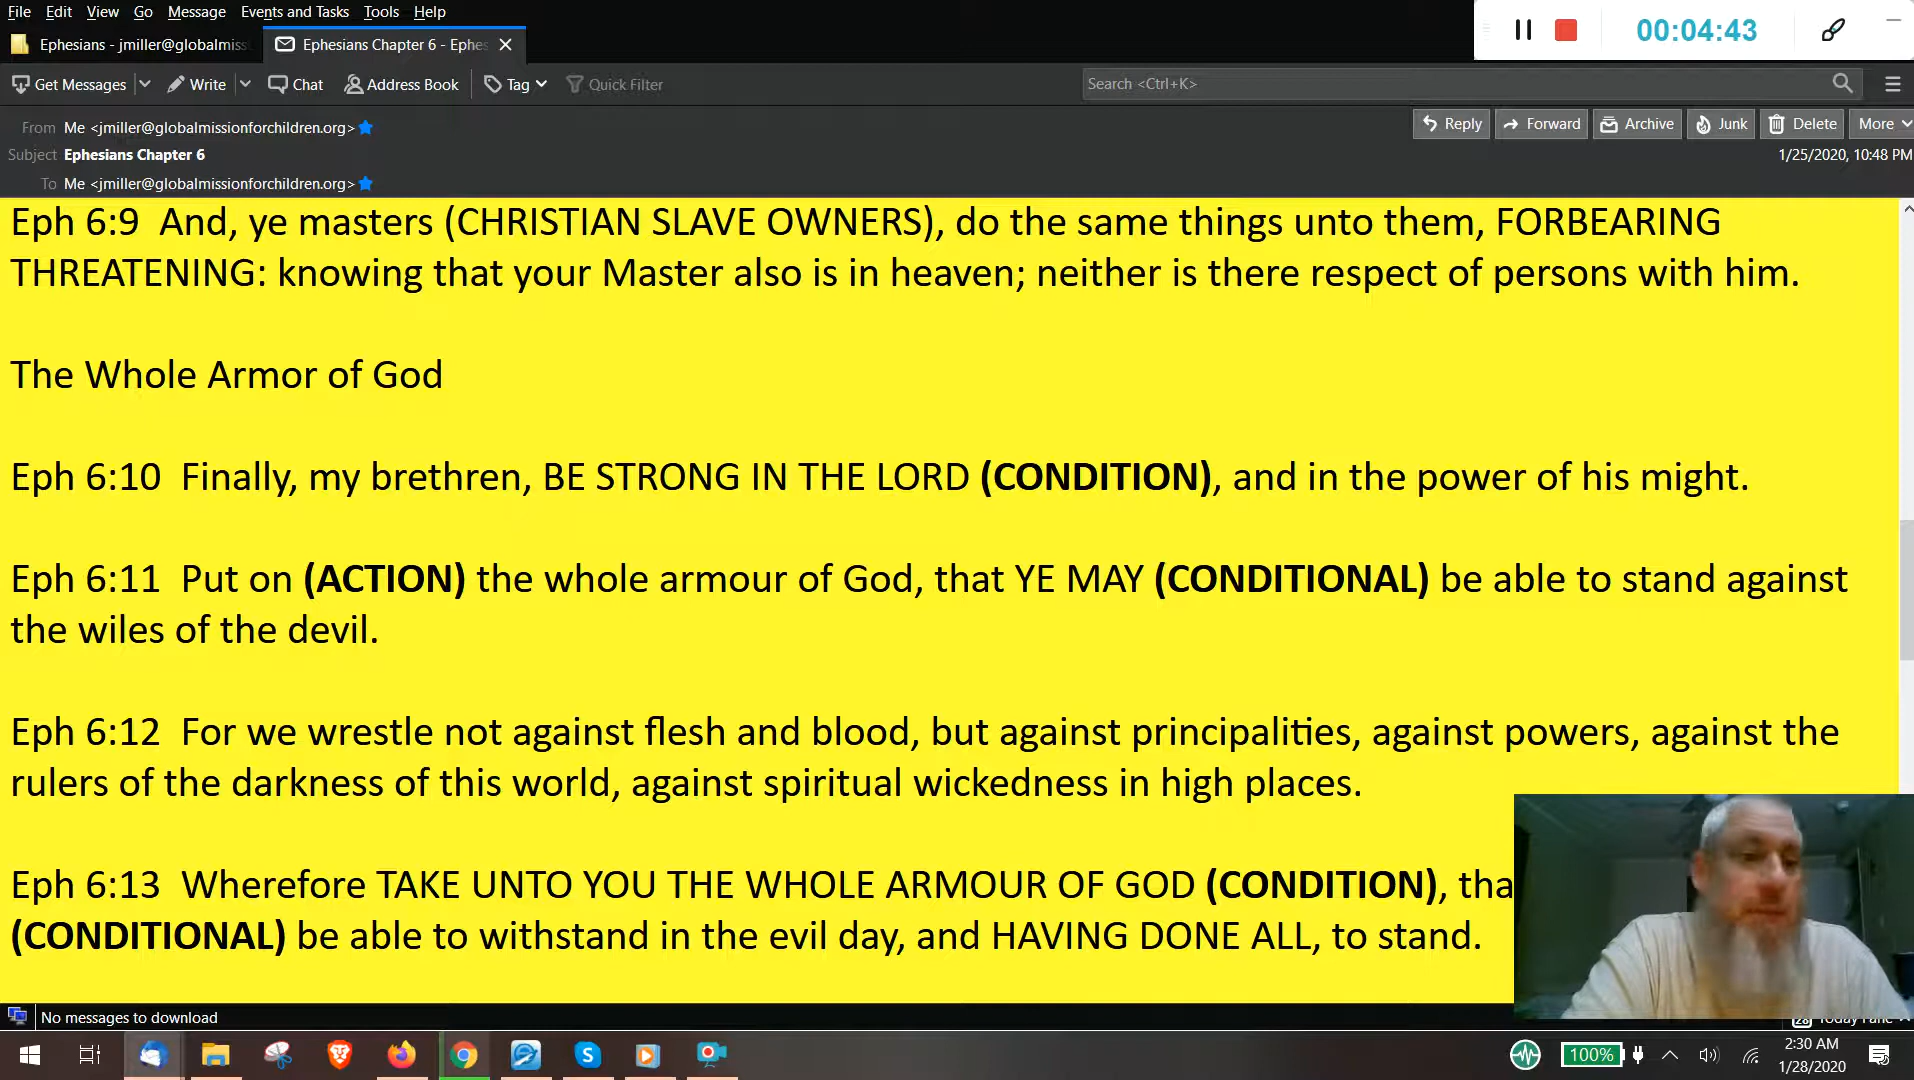 File Edit View Go Message Events and Tasks Tools Help
00:04:43
Ephesians - jmiller@globalmiss
Ephesians Chapter 6 - Ephes
Get Messages Write Chat Address Book Tag Quick Filter Search <Ctrl+K>
From Me <jmiller@globalmissionforchildren.org>
Reply Forward Archive Junk Delete More
Subject Ephesians Chapter 6
1/25/2020, 10:48 PM
To Me <jmiller@globalmissionforchildren.org>
Eph 6:9 And, ye masters (CHRISTIAN SLAVE OWNERS), do the same things unto them, FORBEARING
THREATENING: knowing that your Master also is in heaven; neither is there respect of persons with him.
The Whole Armor of God
Eph 6:10 Finally, my brethren, BE STRONG IN THE LORD (CONDITION), and in the power of his might.
Eph 6:11 Put on (ACTION) the whole armour of God, that YE MAY (CONDITIONAL) be able to stand against
the wiles of the devil.
Eph 6:12 For we wrestle not against flesh and blood, but against principalities, against powers, against the
rulers of the darkness of this world, against spiritual wickedness in high places.
Eph 6:13 Wherefore TAKE UNTO YOU THE WHOLE ARMOUR OF GOD (CONDITION), tha
(CONDITIONAL) be able to withstand in the evil day, and HAVING DONE ALL, to stand.
No messages to download
Today Pane
100%
2:30 AM
1/28/2020